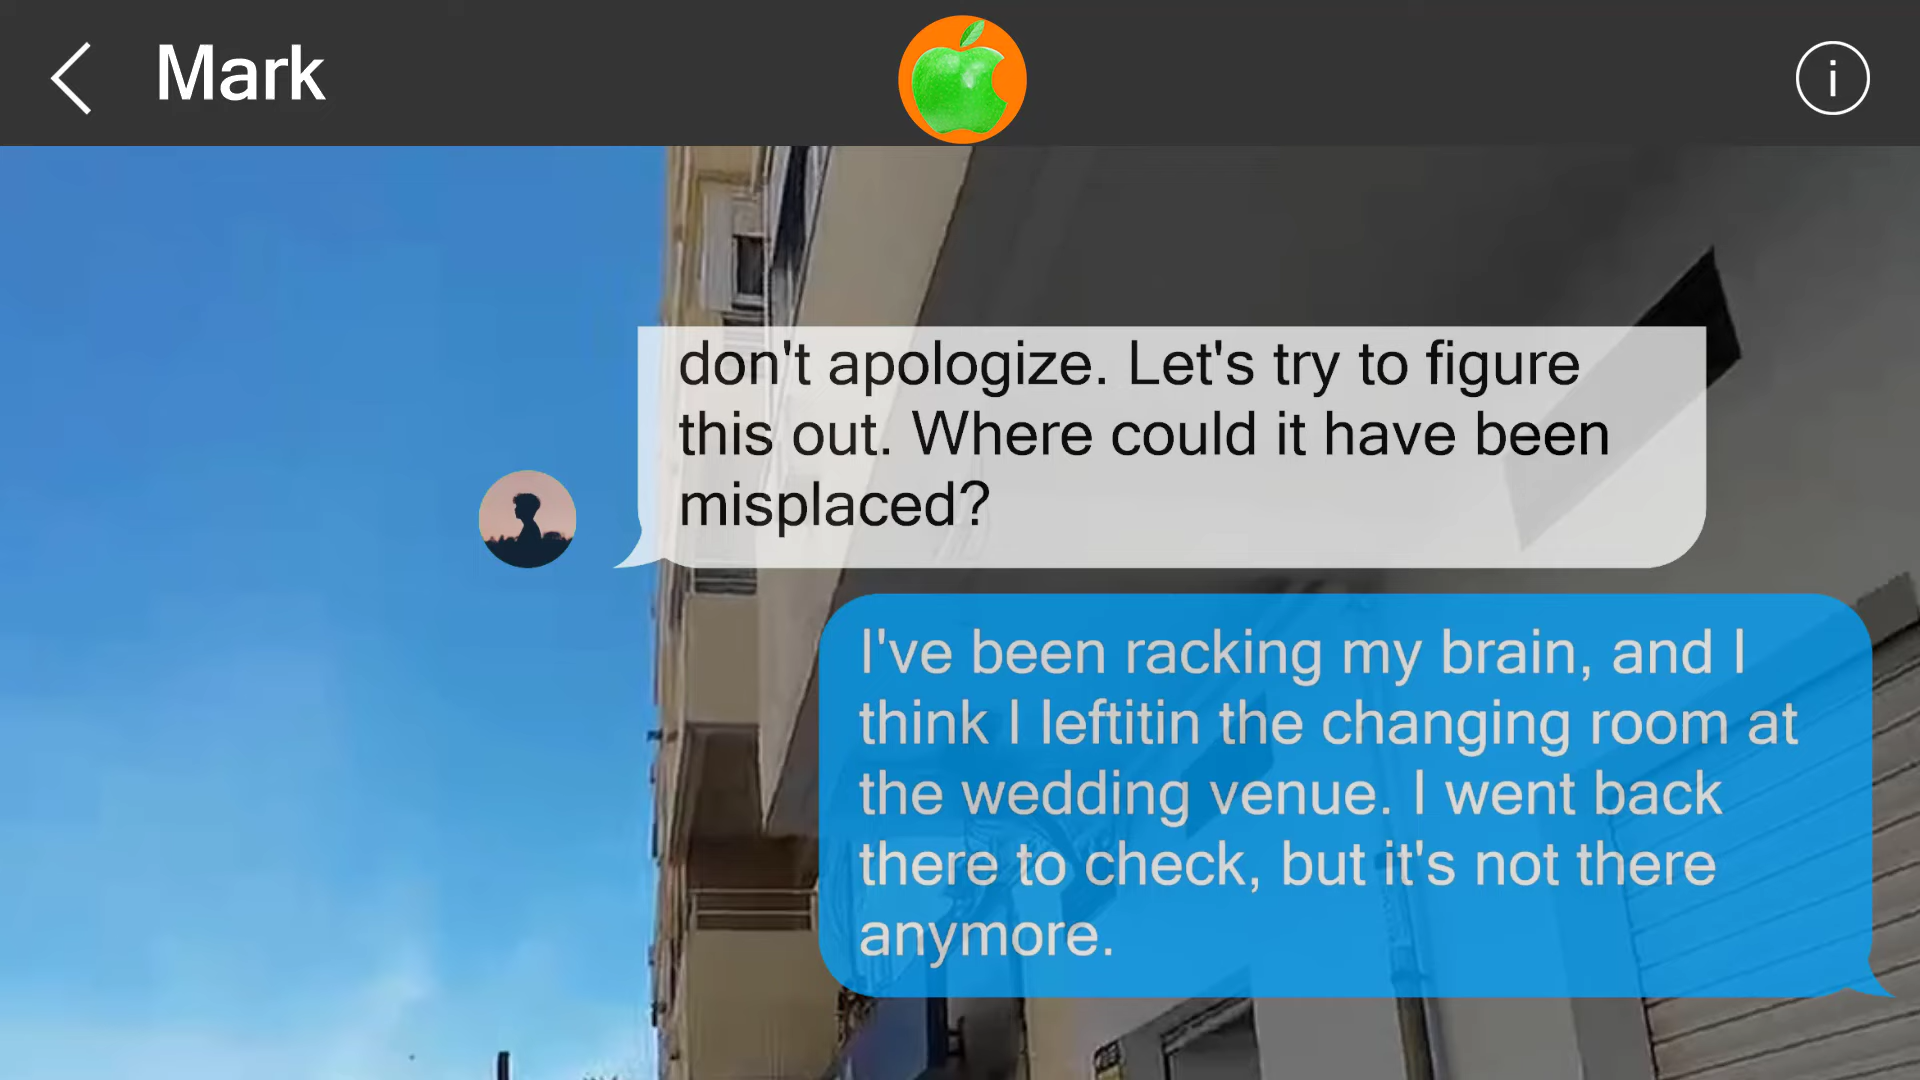 Mark
i
don't apologize. Let's try to figure
this out. Where could it have been
misplaced?
I've been racking my brain, and I
think I leftitin the changing room at
the wedding venue. I went back
there to check, but it's not there
anymore.